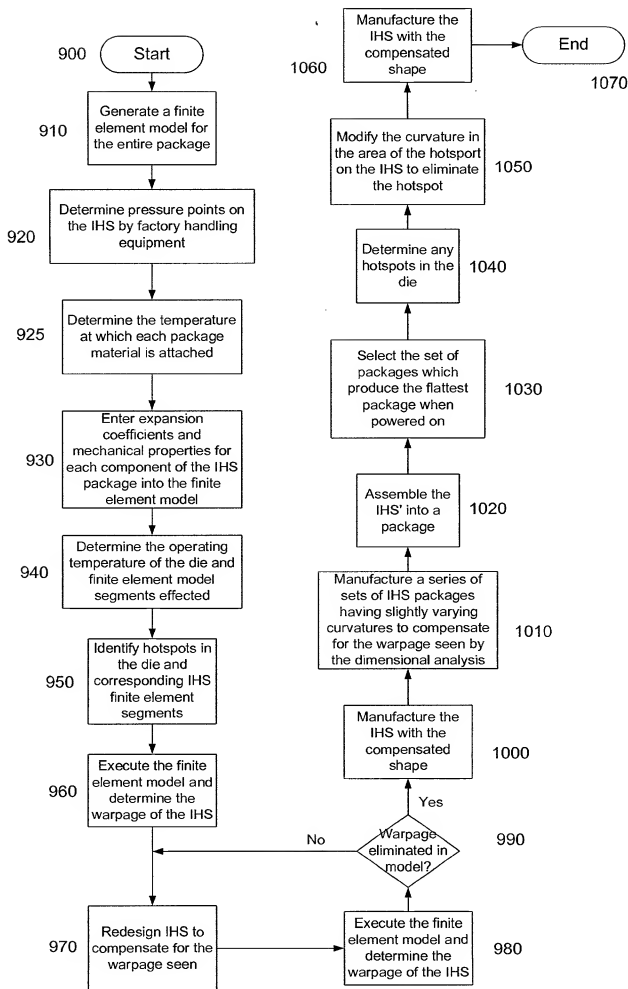 900
Start
910
Generate a finite
element model for
the entire package
920
Determine pressure points on
the IHS by factory handling
equipment
925
Determine the temperature
at which each package
material is attached
930
Enter expansion
coefficients and
mechanical properties for
each component of the IHS
package into the finite
element model
940
Determine the operating
temperature of the die and
finite element model
segments effected
950
Identify hotspots in
the die and
corresponding IHS
finite element
segments
960
Execute the finite
element model and
determine the
warpage of the IHS
970
Redesign IHS to
compensate for the
warpage seen
Execute the finite
element model and
determine the
warpage of the IHS
980
No
Warpage
eliminated in
model?
990
Yes
Manufacture the
IHS with the
compensated
shape
1000
Manufacture a series of
sets of IHS packages
having slightly varying
curvatures to compensate
for the warpage seen by
the dimensional analysis
1010
Assemble the
IHS' into a
package
1020
Select the set of
packages which
produce the flattest
package when
powered on
1030
Determine any
hotspots in the
die
1040
Modify the curvature in
the area of the hotsport
on the IHS to eliminate
the hotspot
1050
Manufacture the
IHS with the
compensated
shape
1060
End
1070